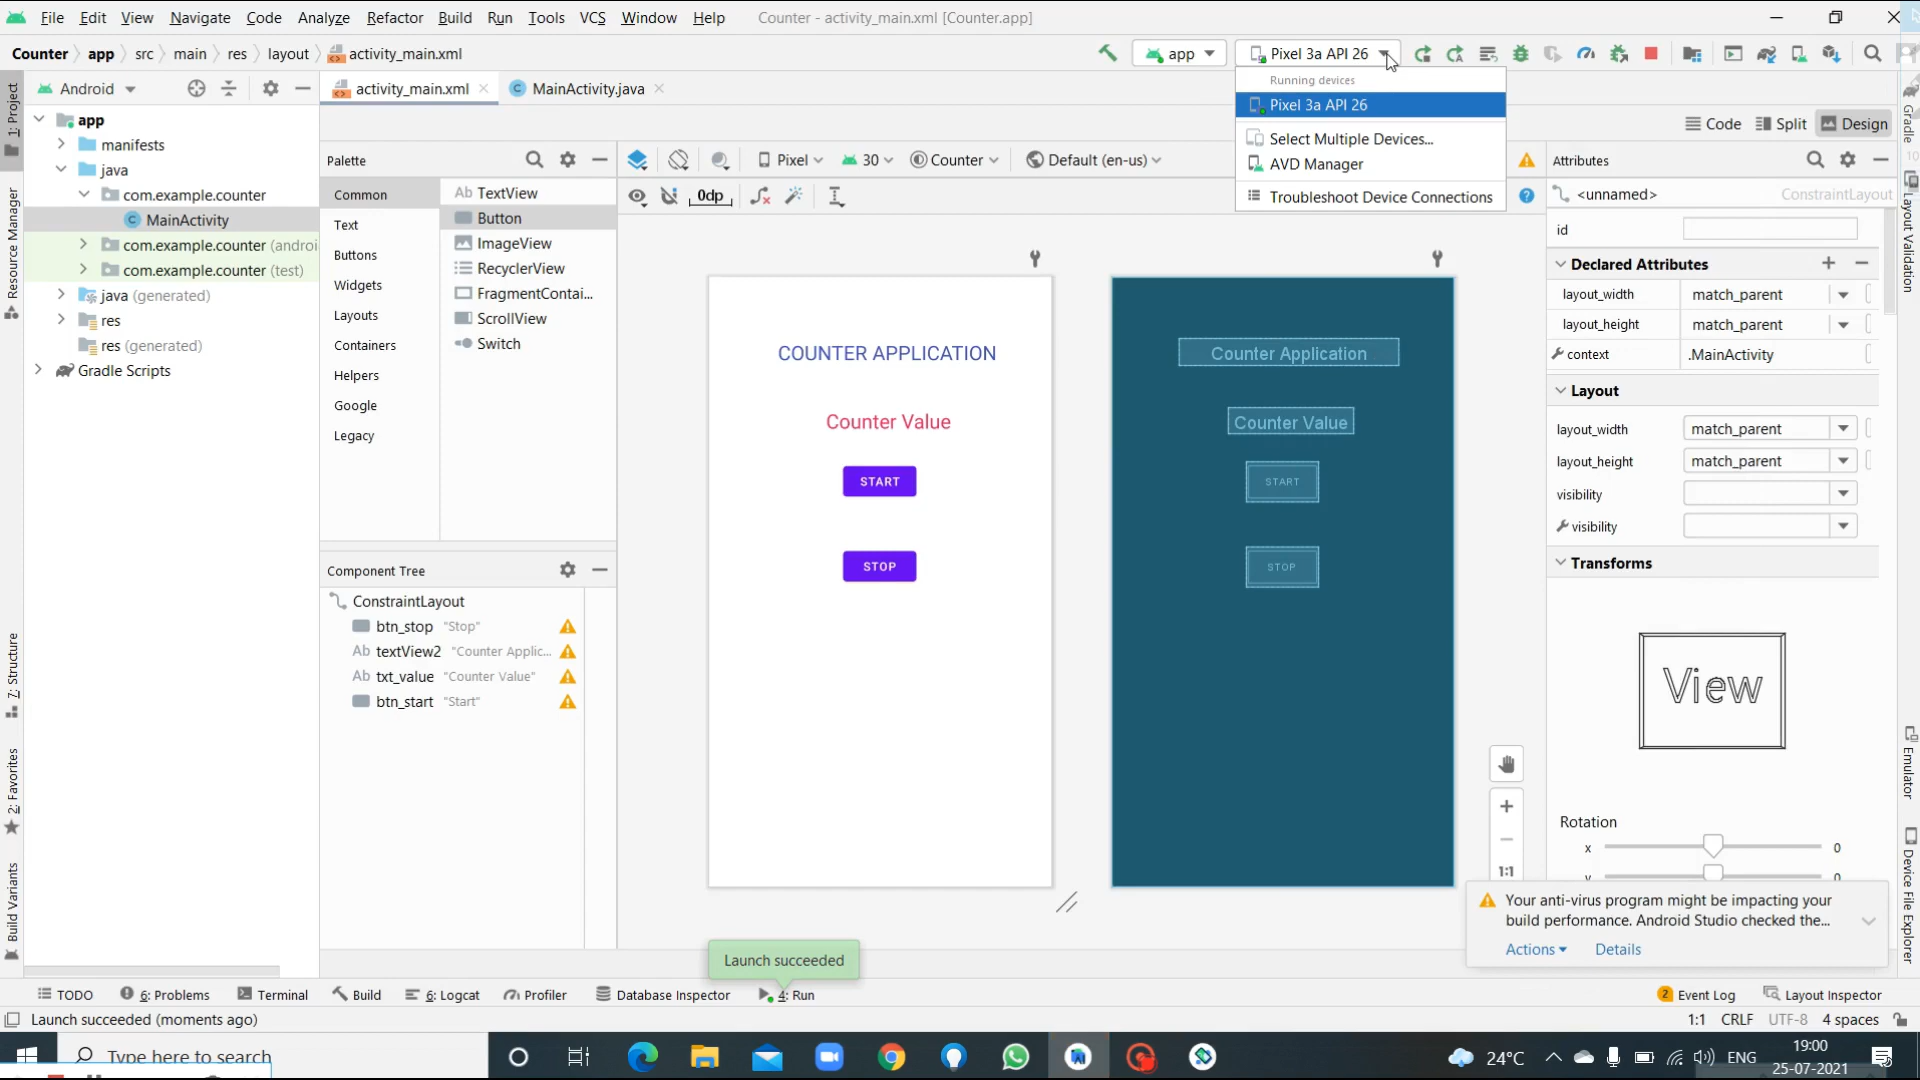 File Edit View Navigate Code Analyze Refactor Build Run Tools VCS Window Help Counter - activity_main.xml [Counter.app]
Counter app src main res layout activity_main.xml app Pixel 3a API 26
Running devices
Pixel 3a API 26
Select Multiple Devices...
AVD Manager
Troubleshoot Device Connections
Android
activity_main.xml MainActivity.java
Code Split Design
1: Project
Resource Manager
7: Structure
2: Favorites
Build Variants
app
manifests
java
com.example.counter
MainActivity
com.example.counter (androi
com.example.counter (test)
java (generated)
res
res (generated)
Gradle Scripts
Palette
Common
Text
Buttons
Widgets
Layouts
Containers
Helpers
Google
Legacy
Ab TextView
Button
ImageView
RecyclerView
FragmentContai...
ScrollView
Switch
Component Tree
ConstraintLayout
btn_stop "Stop"
Ab textView2 "Counter Applic...
Ab txt_value "Counter Value"
btn_start "Start"
Pixel 30 Counter Default (en-us)
0dp
COUNTER APPLICATION
Counter Value
START
STOP
Counter Application
Counter Value
START
STOP
1:1
Attributes
<unnamed> ConstraintLayout
id
Declared Attributes
layout_width match_parent
layout_height match_parent
context .MainActivity
Layout
layout_width match_parent
layout_height match_parent
visibility
visibility
Transforms
View
Rotation
x 0
y 0
Gradle
Layout Validation
Emulator
Device File Explorer
Your anti-virus program might be impacting your
build performance. Android Studio checked the...
Actions Details
Launch succeeded
TODO 6: Problems Terminal Build 6: Logcat Profiler Database Inspector 4: Run 2 Event Log Layout Inspector
Launch succeeded (moments ago) 1:1 CRLF UTF-8 4 spaces
Type here to search
24°C ENG
19:00
25-07-2021